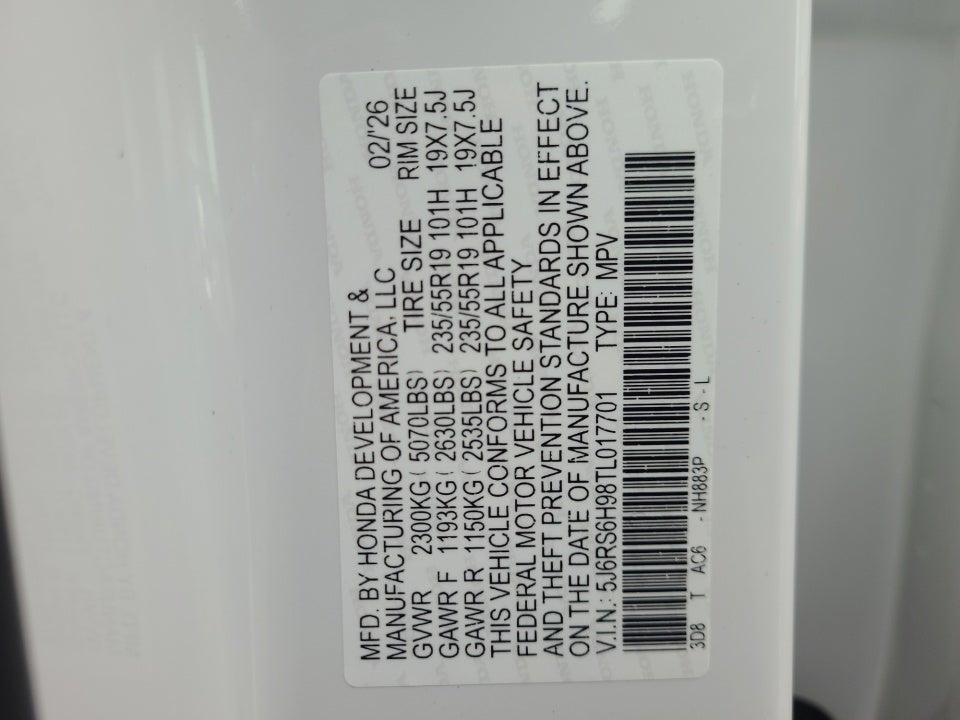 MFD. BY HONDA DEVELOPMENT &
MANUFACTURING OF AMERICA, LLC 02/'26
GVWR 2300KG ( 5070LBS) TIRE SIZE RIM SIZE
GAWR F 1193KG ( 2630LBS) 235/55R19 101H 19X7.5J
GAWR R 1150KG ( 2535LBS) 235/55R19 101H 19X7.5J
THIS VEHICLE CONFORMS TO ALL APPLICABLE
FEDERAL MOTOR VEHICLE SAFETY
AND THEFT PREVENTION STANDARDS IN EFFECT
ON THE DATE OF MANUFACTURE SHOWN ABOVE.
V.I.N.: 5J6RS6H98TL017701 TYPE: MPV
3D8 T AC6 - NH883P - S - L